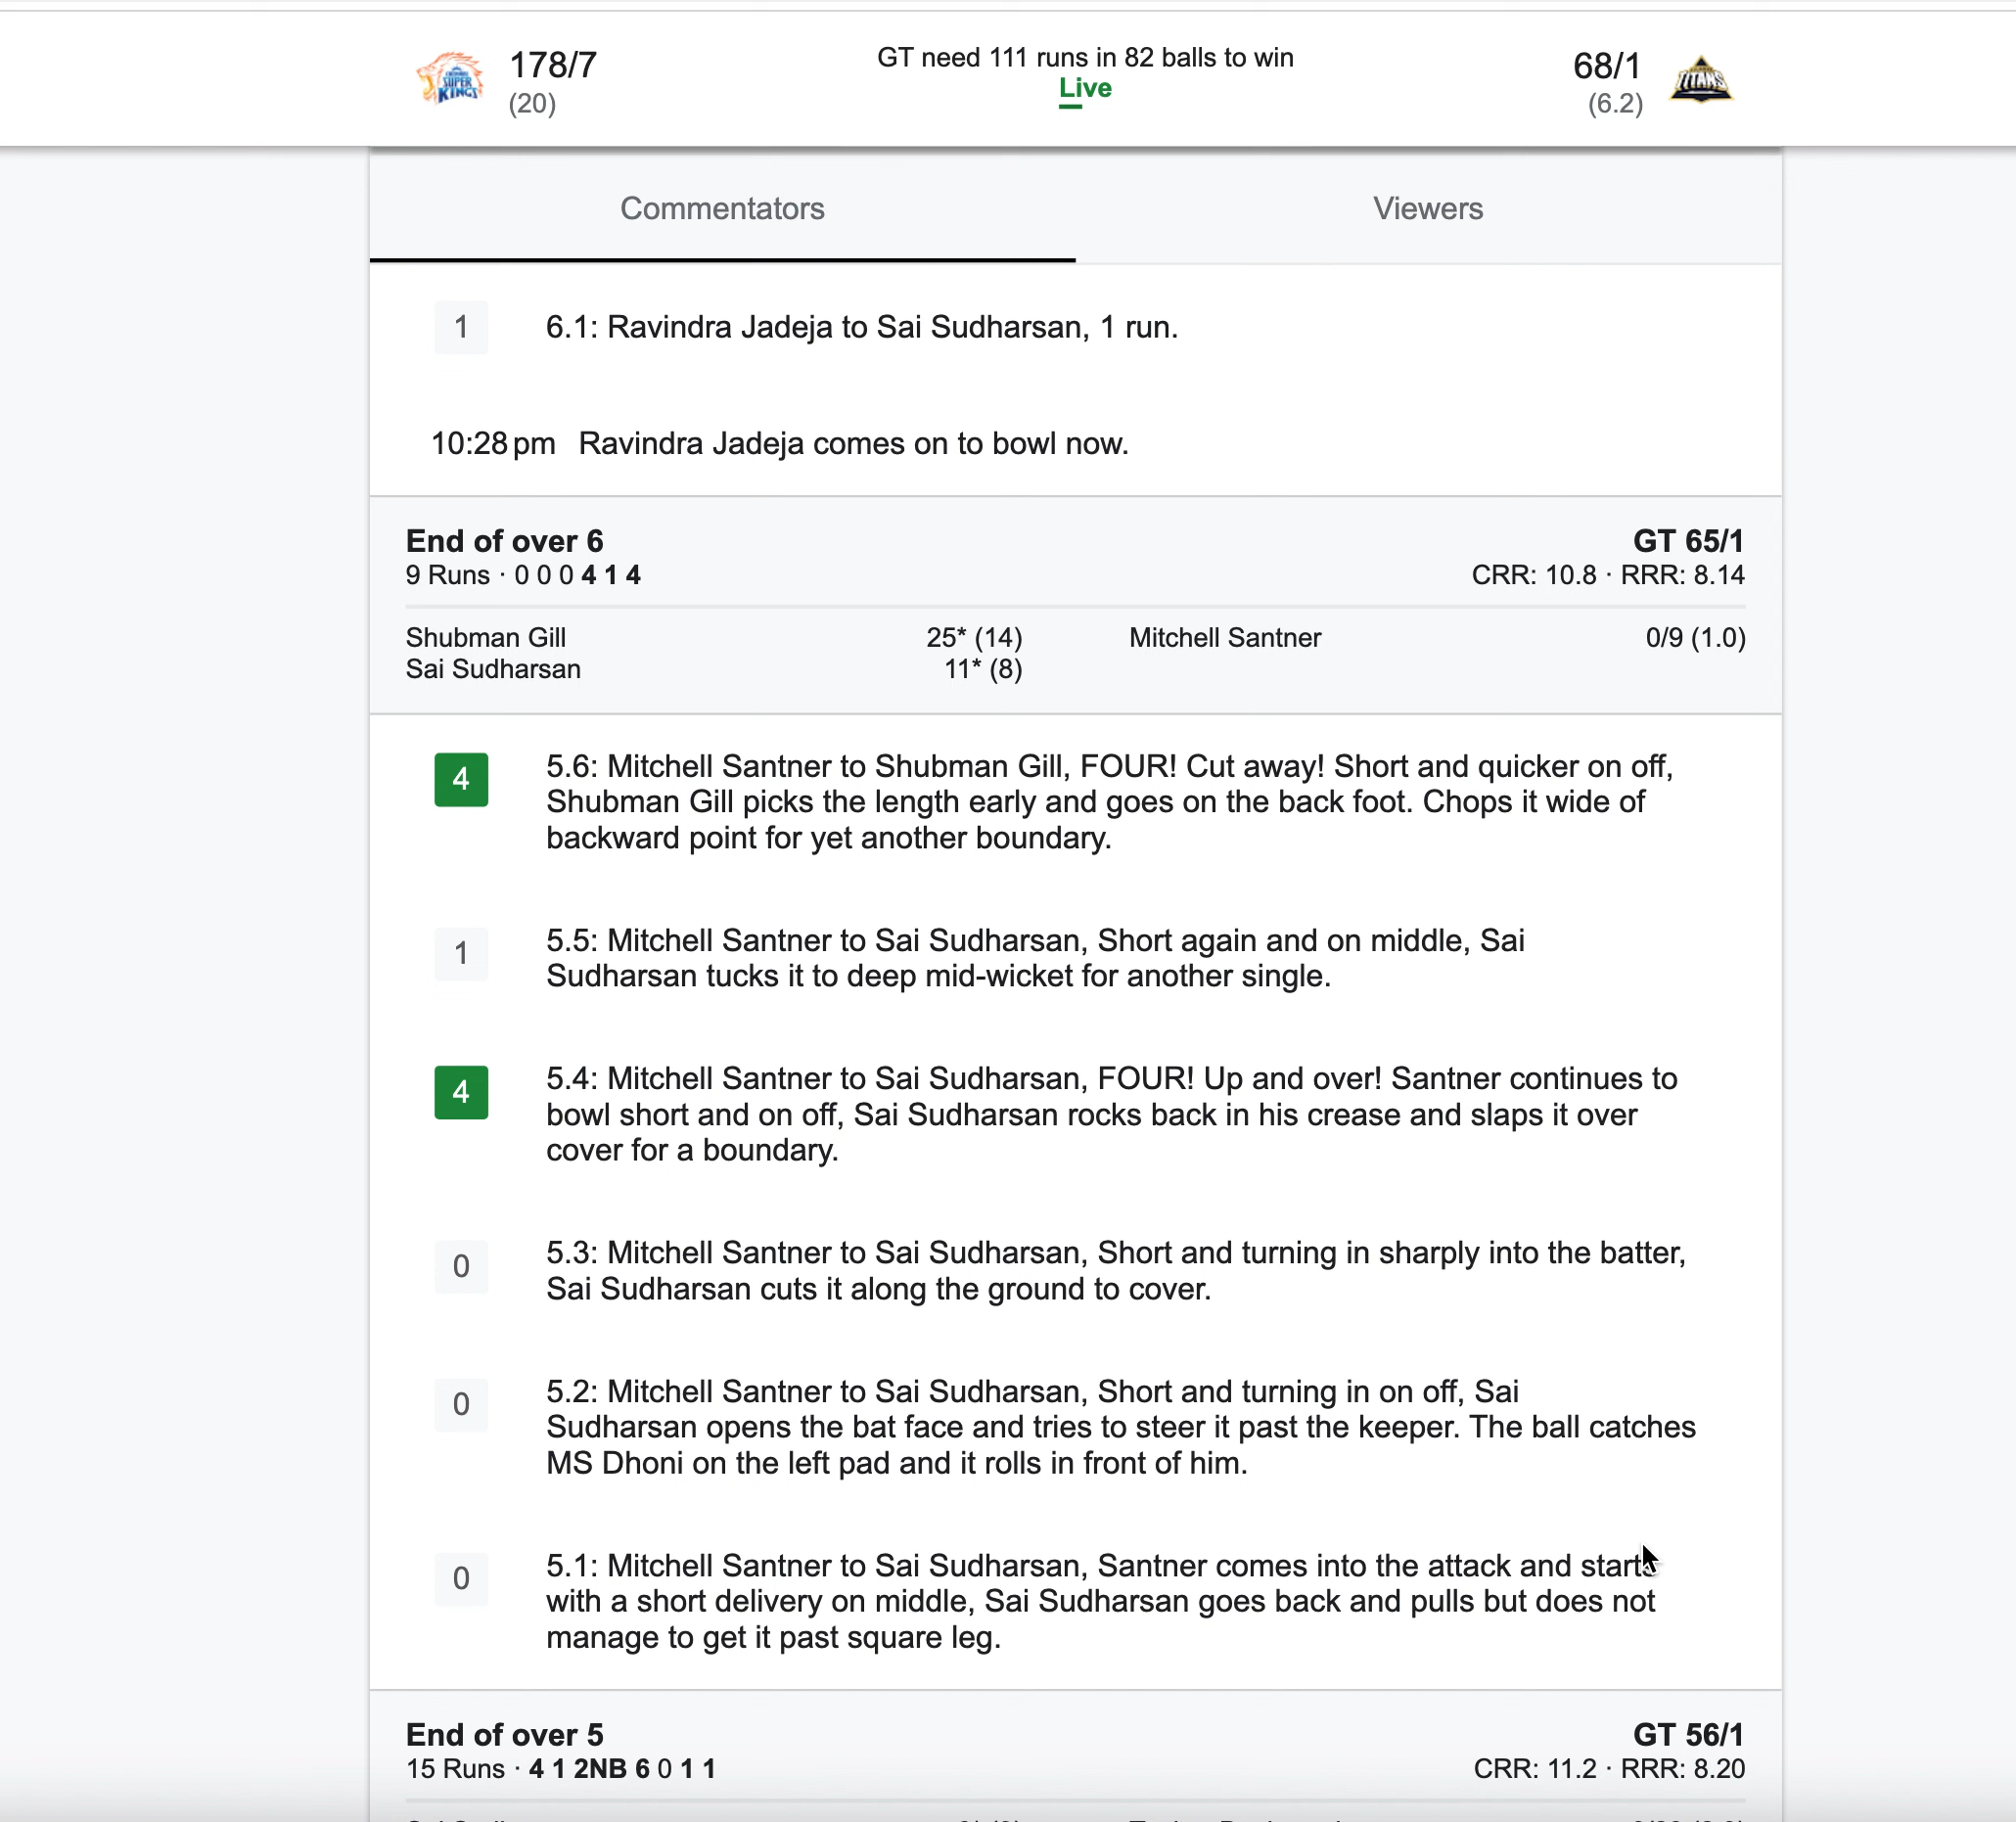 178/7
(20)
GT need 111 runs in 82 balls to win
Live
68/1
(6.2)
SUPER
KINGS
TITANS
Commentators
Viewers
1
6.1: Ravindra Jadeja to Sai Sudharsan, 1 run.
10:28 pm Ravindra Jadeja comes on to bowl now.
End of over 6
GT 65/1
9 Runs · 0 0 0 4 1 4
CRR: 10.8 · RRR: 8.14
Shubman Gill 25* (14)
Mitchell Santner 0/9 (1.0)
Sai Sudharsan 11* (8)
4
5.6: Mitchell Santner to Shubman Gill, FOUR! Cut away! Short and quicker on off,
Shubman Gill picks the length early and goes on the back foot. Chops it wide of
backward point for yet another boundary.
1
5.5: Mitchell Santner to Sai Sudharsan, Short again and on middle, Sai
Sudharsan tucks it to deep mid-wicket for another single.
4
5.4: Mitchell Santner to Sai Sudharsan, FOUR! Up and over! Santner continues to
bowl short and on off, Sai Sudharsan rocks back in his crease and slaps it over
cover for a boundary.
0
5.3: Mitchell Santner to Sai Sudharsan, Short and turning in sharply into the batter,
Sai Sudharsan cuts it along the ground to cover.
0
5.2: Mitchell Santner to Sai Sudharsan, Short and turning in on off, Sai
Sudharsan opens the bat face and tries to steer it past the keeper. The ball catches
MS Dhoni on the left pad and it rolls in front of him.
0
5.1: Mitchell Santner to Sai Sudharsan, Santner comes into the attack and starts
with a short delivery on middle, Sai Sudharsan goes back and pulls but does not
manage to get it past square leg.
End of over 5
GT 56/1
15 Runs · 4 1 2NB 6 0 1 1
CRR: 11.2 · RRR: 8.20